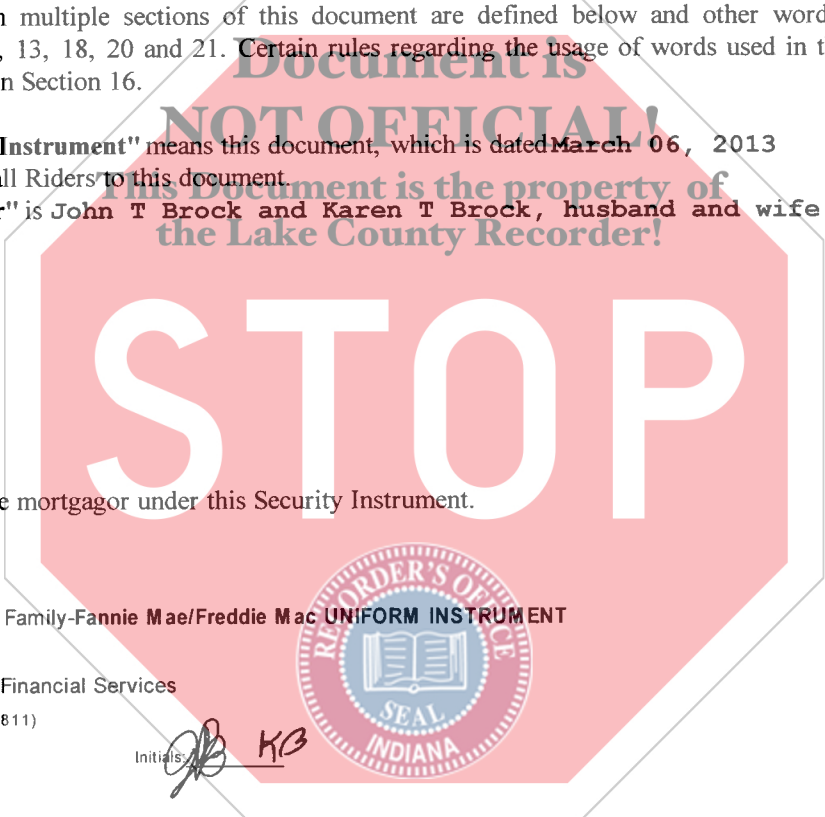 n multiple sections of this document are defined below and other word
, 13, 18, 20 and 21. Certain rules regarding the usage of words used in t
n Section 16.
Document is
NOT OFFICIAL!
Instrument" means this document, which is dated March 06, 2013
all Riders to this document.
This Document is the property of
r" is John T Brock and Karen T Brock, husband and wife
the Lake County Recorder!
STOP
e mortgagor under this Security Instrument.
RECORDER'S OFFICE
Family-Fannie Mae/Freddie Mac UNIFORM INSTRUMENT
Financial Services
811)
SEAL
INDIANA
Initials: JB KB